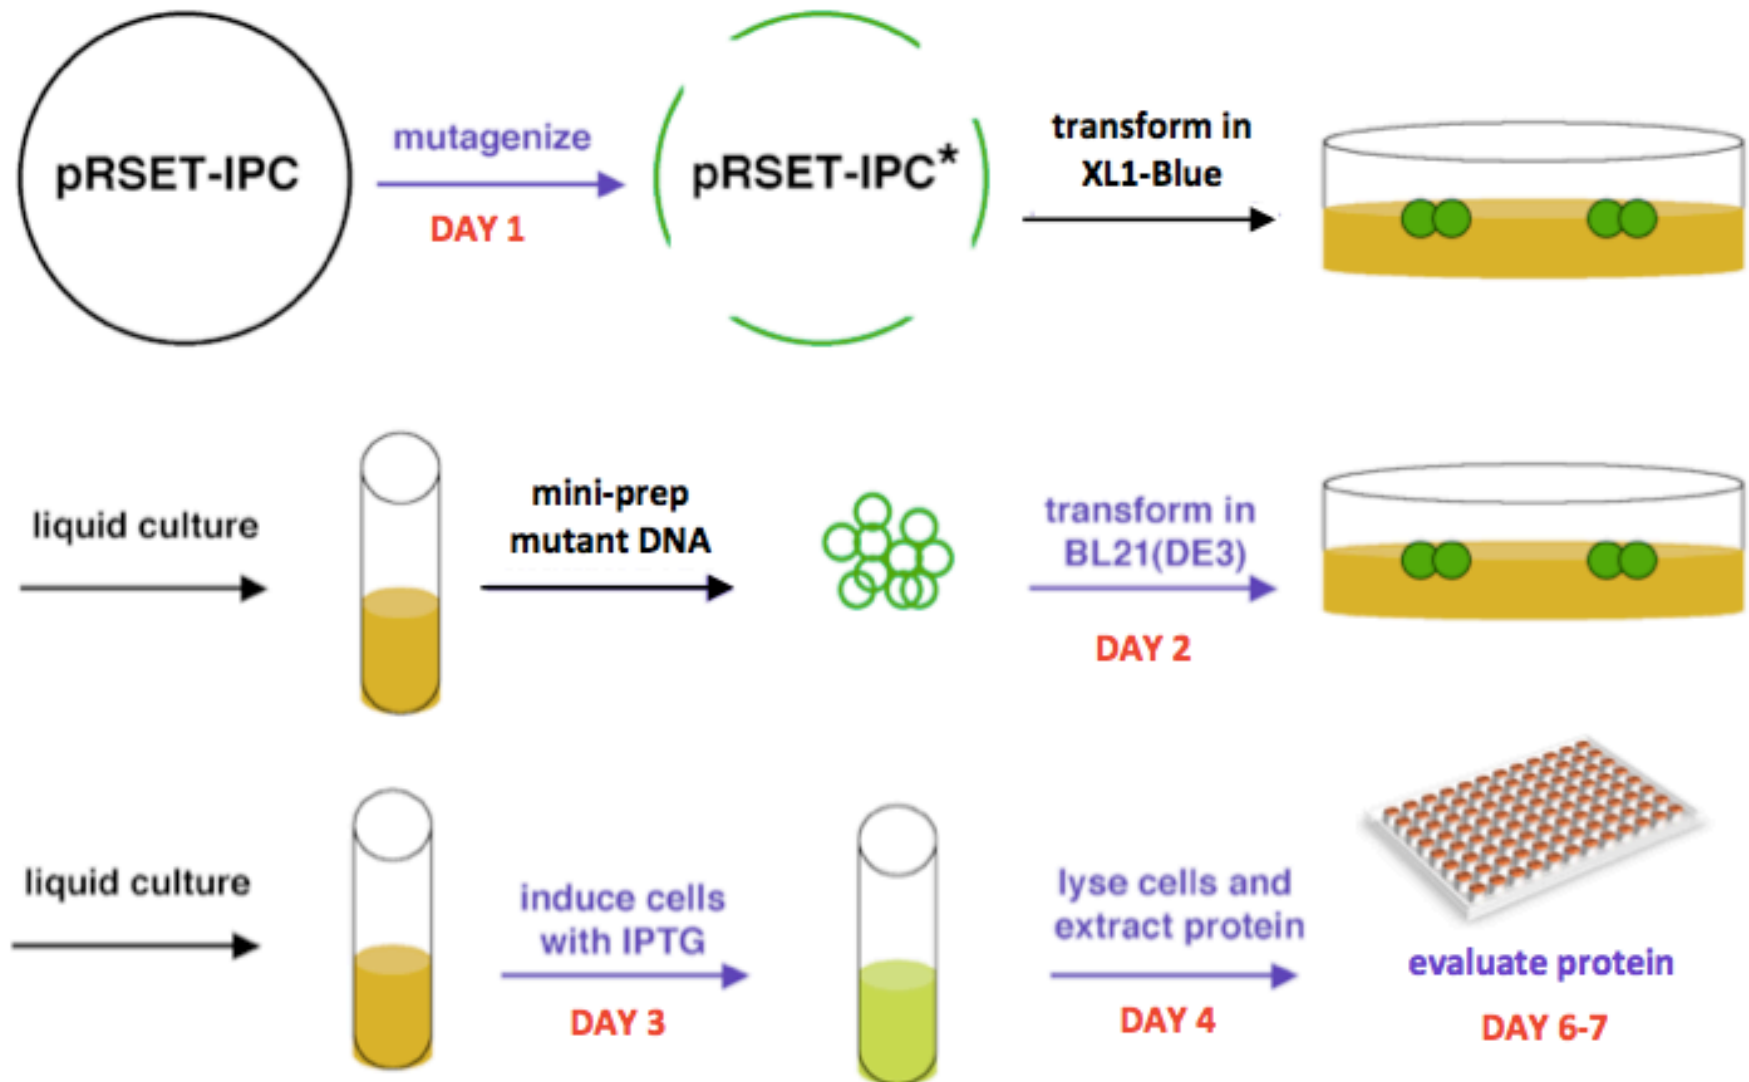 pRSET-IPC
mutagenize
DAY 1
pRSET-IPC*
transform in
XL1-Blue
liquid culture
mini-prep
mutant DNA
transform in
BL21(DE3)
DAY 2
liquid culture
induce cells
with IPTG
DAY 3
lyse cells and
extract protein
DAY 4
evaluate protein
DAY 6-7